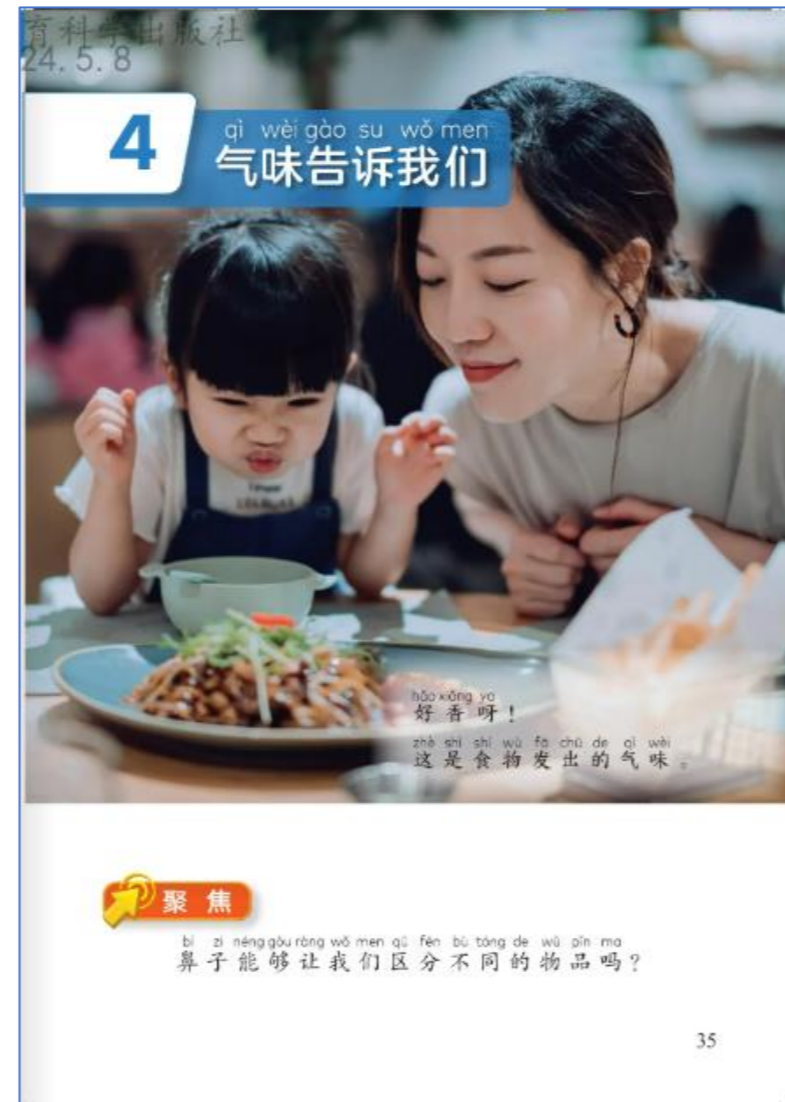 育科学出版社
24.5.8
4
qì wèi gào su wǒ men
气味告诉我们
hǎo xiāng ya
好香呀！
zhè shì shí wù fā chū de qì wèi
这是食物发出的气味。
聚焦
bí zi néng gòu ràng wǒ men qū fēn bù tóng de wù pǐn ma
鼻子能够让我们区分不同的物品吗？
35